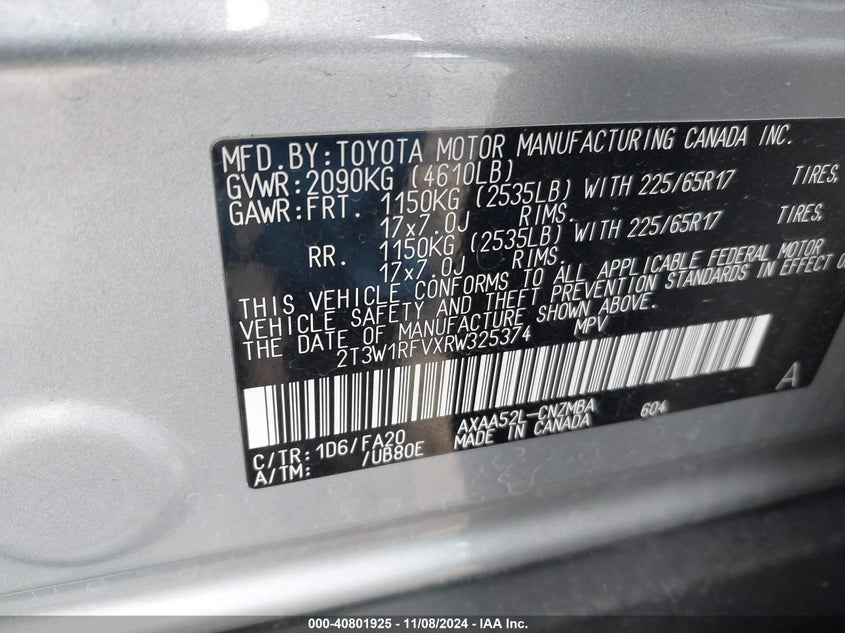 MFD.BY:TOYOTA MOTOR MANUFACTURING CANADA INC.
GVWR:2090KG (4610LB)
GAWR:FRT. 1150KG (2535LB) WITH 225/65R17 TIRES,
17x7.0J RIMS.
RR. 1150KG (2535LB) WITH 225/65R17 TIRES,
17x7.0J RIMS.
THIS VEHICLE CONFORMS TO ALL APPLICABLE FEDERAL MOTOR
VEHICLE SAFETY AND THEFT PREVENTION STANDARDS IN EFFECT O
THE DATE OF MANUFACTURE SHOWN ABOVE.
2T3W1RFVXRW325374 MPV
A
AXAA52L-CNZMBA 604
C/TR:1D6/FA20 MADE IN CANADA
A/TM: /UB80E
000-40801925 - 11/08/2024 - IAA Inc.